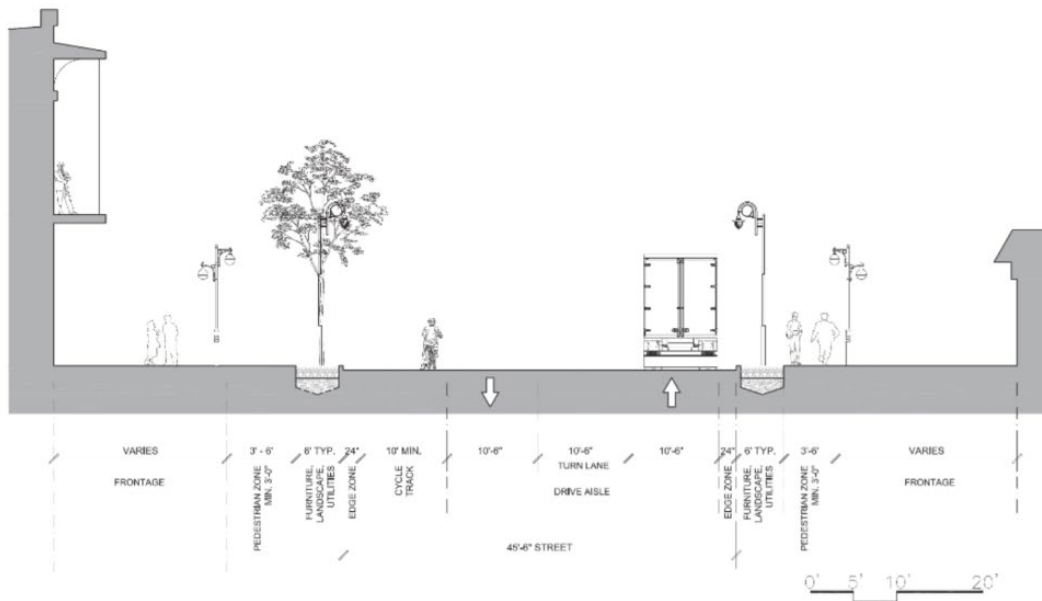 VARIES
3' - 6'
6' TYP.
24"
10' MIN.
10'-6"
10'-6"
10'-6"
24"
6' TYP.
3'-6'
VARIES
FRONTAGE
PEDESTRIAN ZONE
MIN. 3'-0"
FURNITURE,
LANDSCAPE,
UTILITIES
EDGE ZONE
CYCLE
TRACK
TURN LANE
DRIVE AISLE
EDGE ZONE
FURNITURE,
LANDSCAPE,
UTILITIES
PEDESTRIAN ZONE
MIN. 3'-0"
FRONTAGE
45'-6" STREET
0' 5' 10' 20'